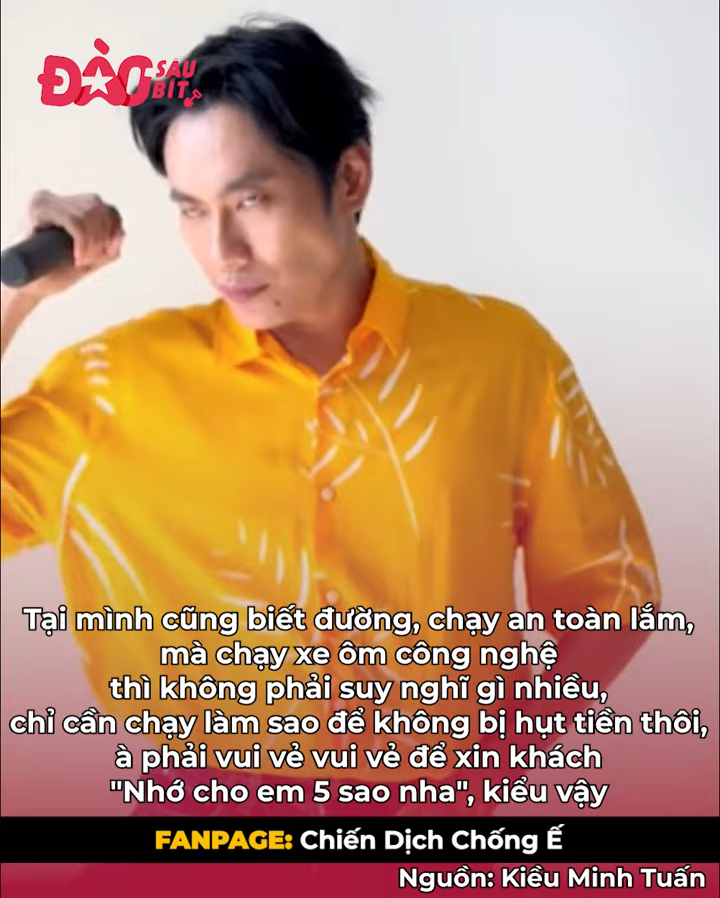 ĐÀO SÂU
BÍT
Tại mình cũng biết đường, chạy an toàn lắm,
mà chạy xe ôm công nghệ
thì không phải suy nghĩ gì nhiều,
chỉ cần chạy làm sao để không bị hụt tiền thôi,
à phải vui vẻ vui vẻ để xin khách
"Nhớ cho em 5 sao nha", kiểu vậy
FANPAGE: Chiến Dịch Chống Ế
Nguồn: Kiều Minh Tuấn